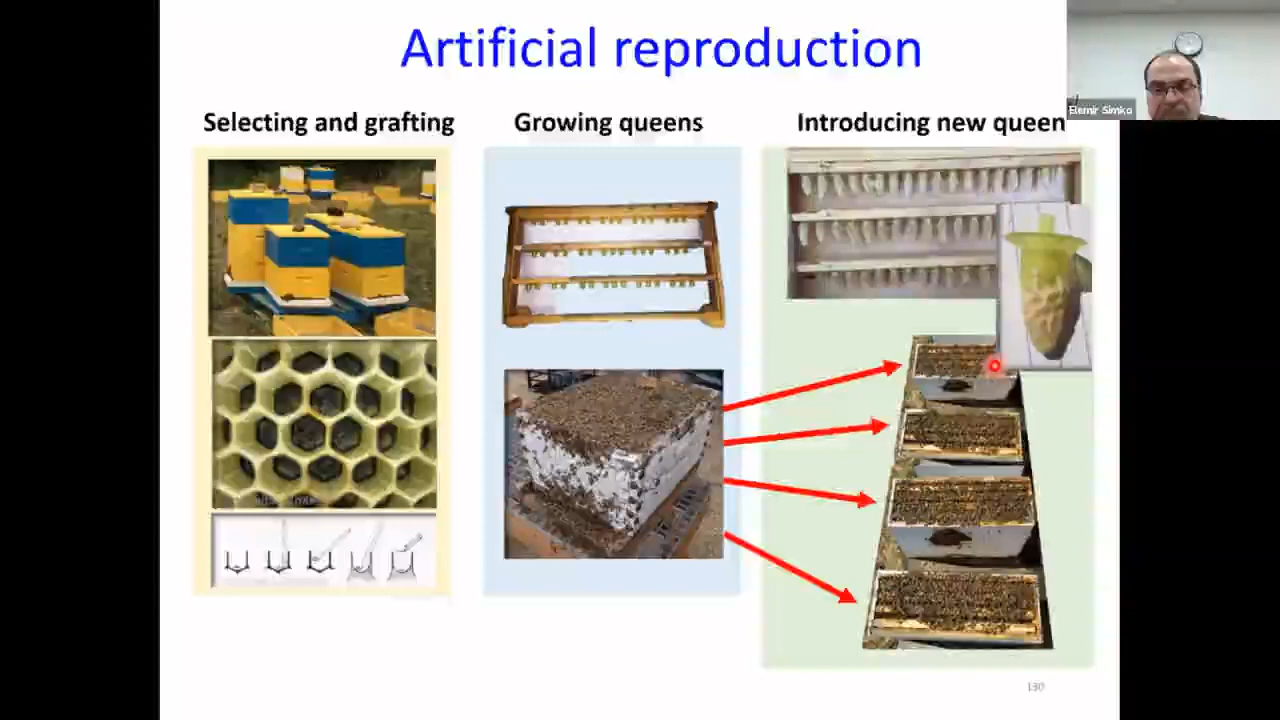 Artificial reproduction
Elemir Simko
Selecting and grafting
Growing queens
Introducing new queen
130